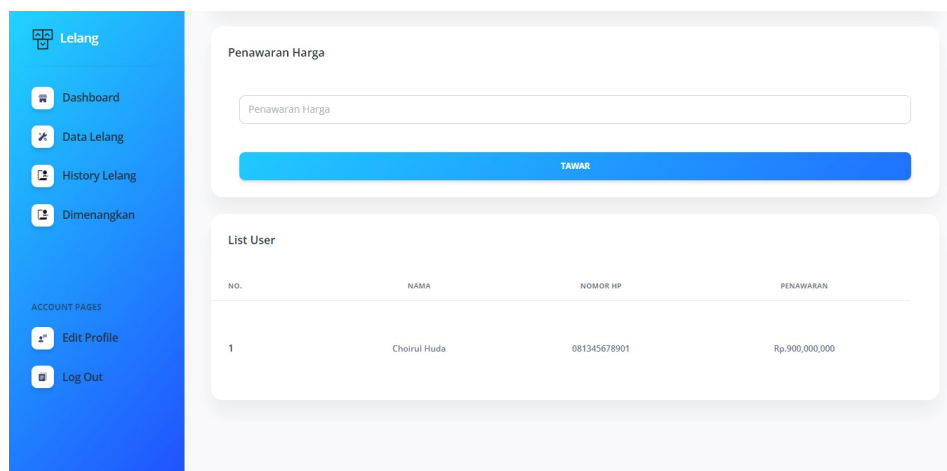 Lelang
Dashboard
Data Lelang
History Lelang
Dimenangkan
ACCOUNT PAGES
Edit Profile
Log Out
Penawaran Harga
Penawaran Harga
TAWAR
List User
NO. NAMA NOMOR HP PENAWARAN
1 Choirul Huda 081345678901 Rp.900,000,000